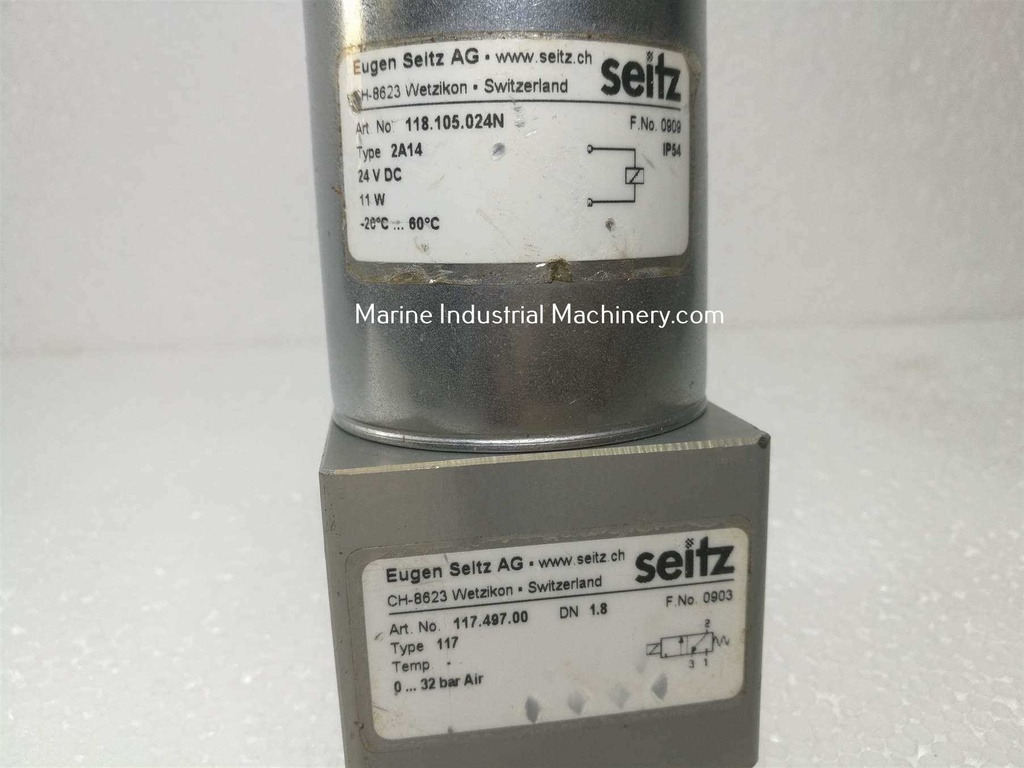 Eugen Seitz AG • www.seitz.ch
seitz
CH-8623 Wetzikon • Switzerland
Art. No. 118.105.024N F.No. 0909
Type 2A14 IP54
24 V DC
11 W
-20°C ... 60°C
Marine Industrial Machinery.com
Eugen Seitz AG • www.seitz.ch
seitz
CH-8623 Wetzikon • Switzerland
Art. No. 117.497.00 DN 1.8 F.No. 0903
Type 117
2
Temp. -
3 1
0 ... 32 bar Air